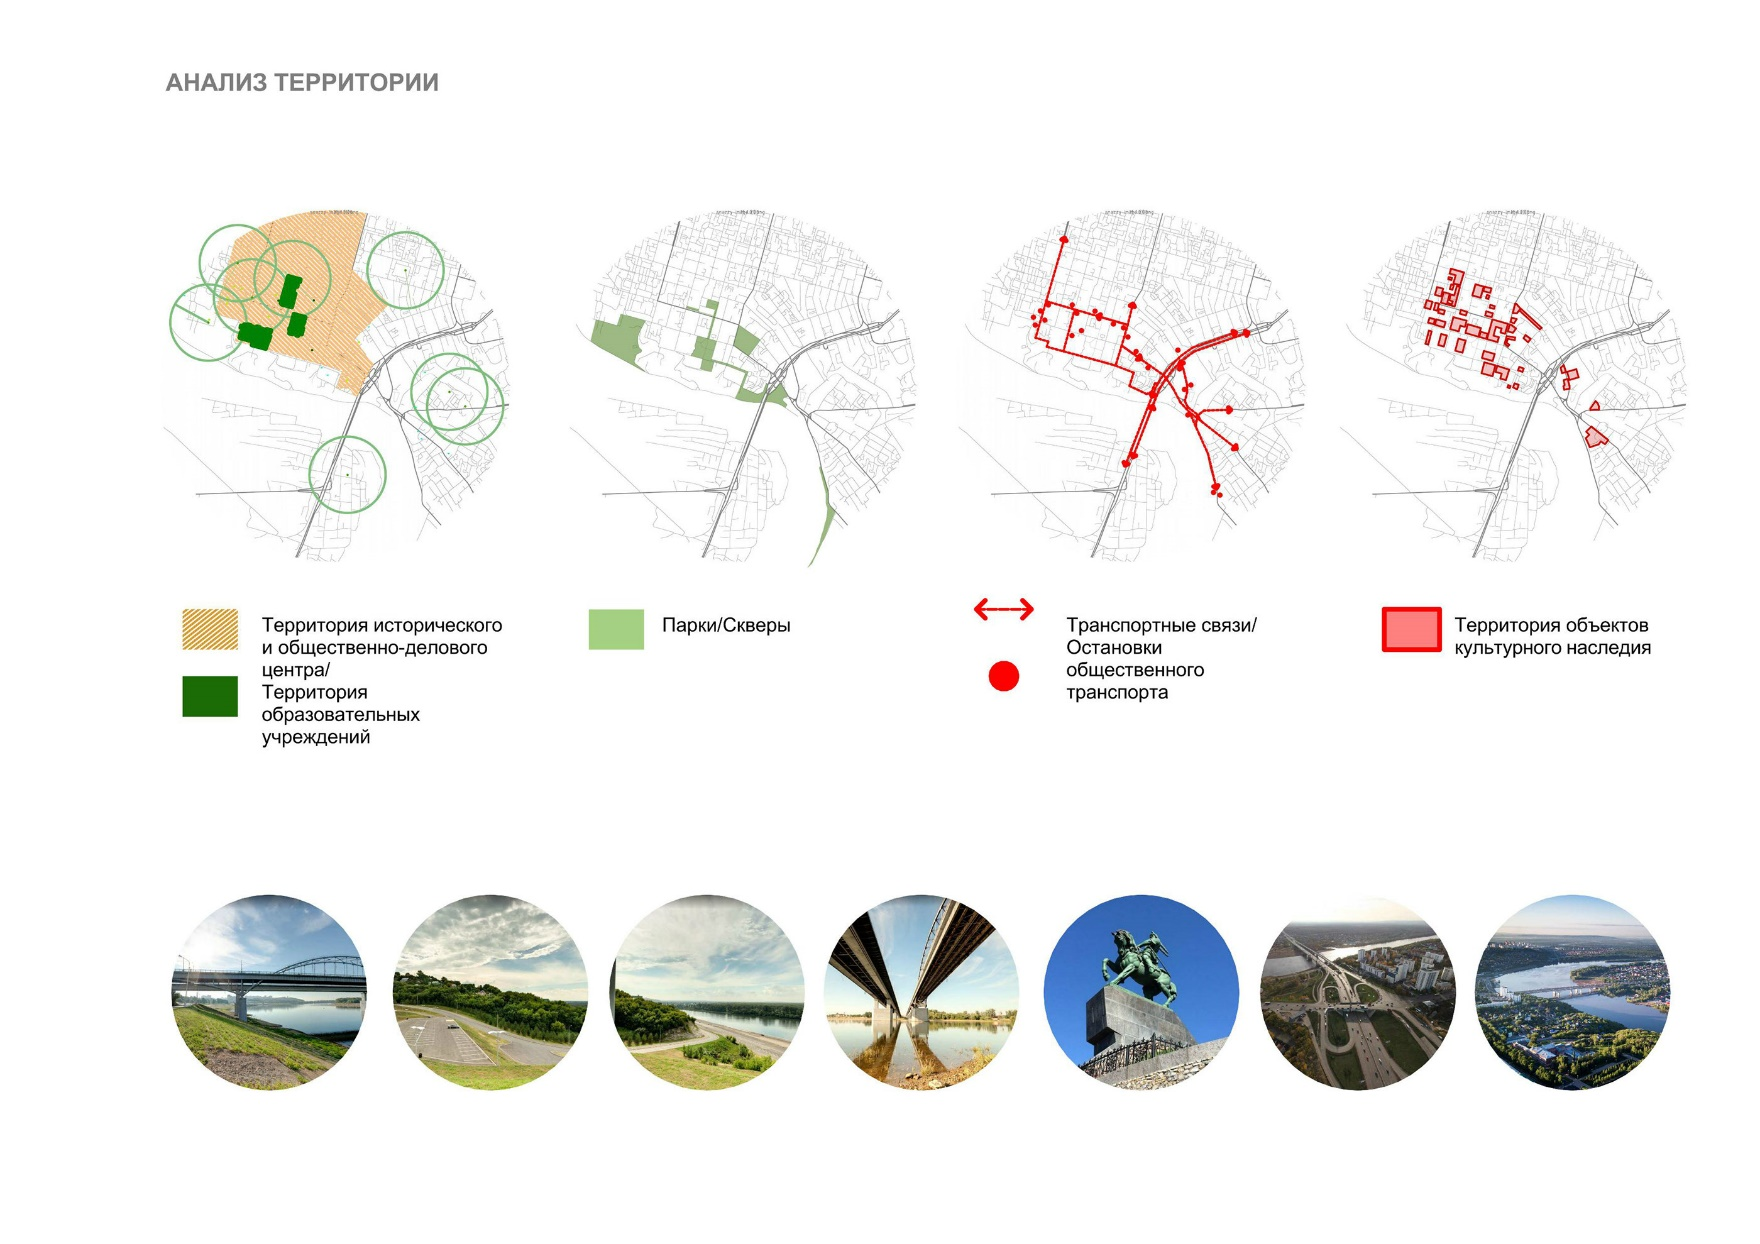 АНАЛИЗ ТЕРРИТОРИИ
Территория исторического
и общественно-делового
центра/
Территория
образовательных
учреждений
Парки/Скверы
Транспортные связи/
Остановки
общественного
транспорта
Территория объектов
культурного наследия